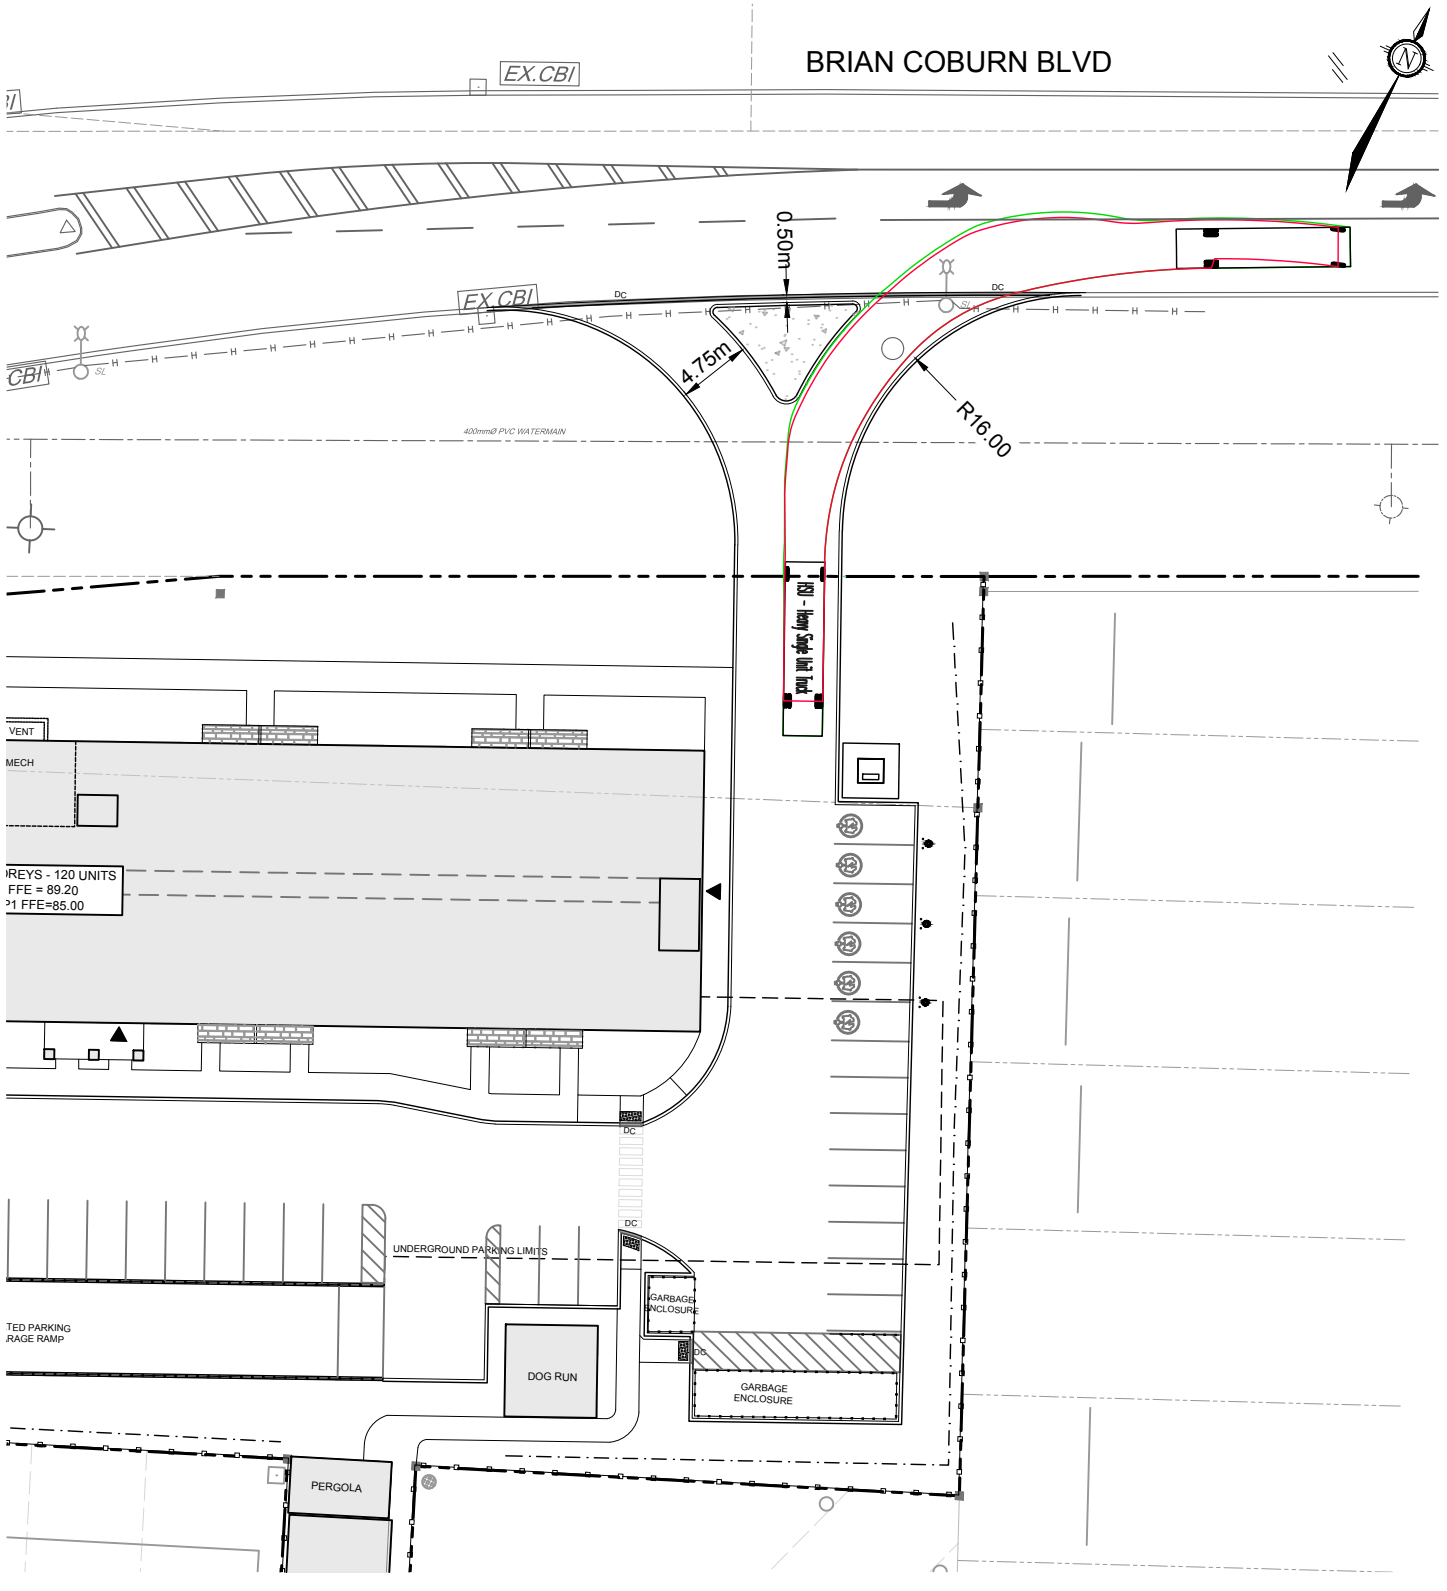 BRIAN COBURN BLVD
N
EX.CBI
0.50m
EX.CBI
DC
DC
SL
CBI
SL
4.75m
R16.00
400mmØ PVC WATERMAIN
HSU - Heavy Single Unit Truck
VENT
MECH
OREYS - 120 UNITS
FFE = 89.20
P1 FFE=85.00
DC
DC
UNDERGROUND PARKING LIMITS
GARBAGE
ENCLOSURE
TED PARKING
RAGE RAMP
DC
DOG RUN
GARBAGE
ENCLOSURE
PERGOLA